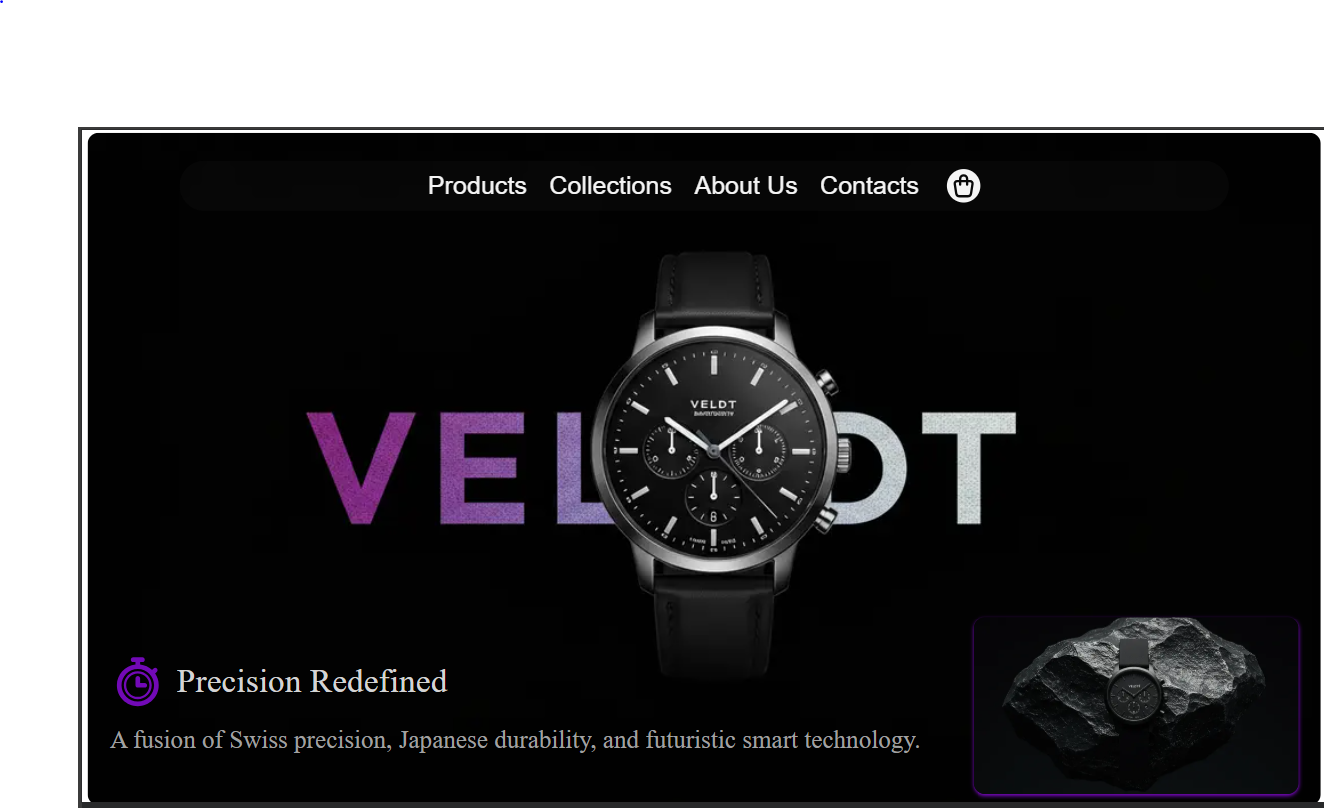 Products Collections About Us Contacts
VELDT
VELDT
Precision Redefined
A fusion of Swiss precision, Japanese durability, and futuristic smart technology.
VELDT